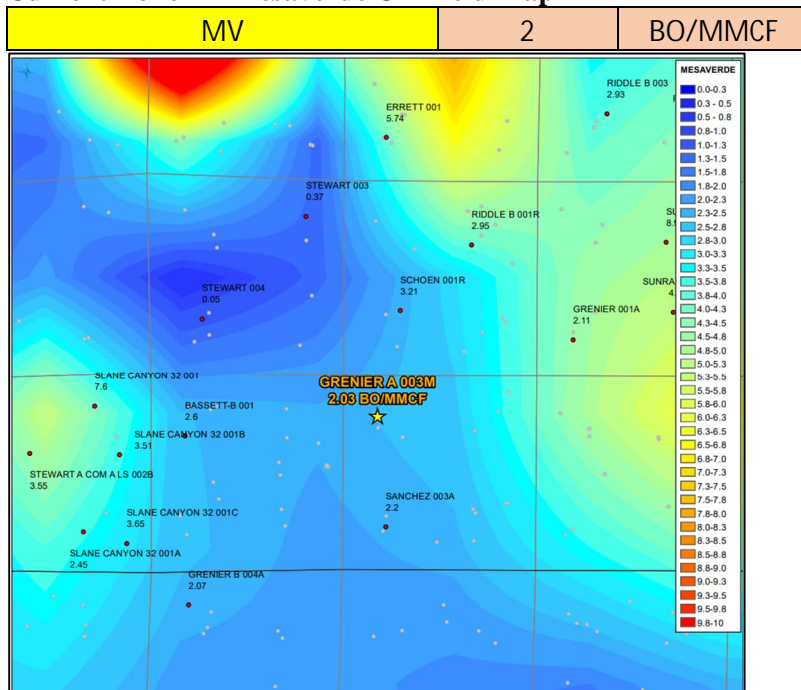 MV 2 BO/MMCF
MESAVERDE
0.0-0.3
0.3 - 0.5
0.5 - 0.8
0.8-1.0
1.0-1.3
1.3-1.5
1.5-1.8
1.8-2.0
2.0-2.3
2.3-2.5
2.5-2.8
2.8-3.0
3.0-3.3
3.3-3.5
3.5-3.8
3.8-4.0
4.0-4.3
4.3-4.5
4.5-4.8
4.8-5.0
5.0-5.3
5.3-5.5
5.5-5.8
5.8-6.0
6.0-6.3
6.3-6.5
6.5-6.8
6.8-7.0
7.0-7.3
7.3-7.5
7.5-7.8
7.8-8.0
8.0-8.3
8.3-8.5
8.5-8.8
8.8-9.0
9.0-9.3
9.3-9.5
9.5-9.8
9.8-10
RIDDLE B 003
2.93
ERRETT 001
5.74
STEWART 003
0.37
RIDDLE B 001R
2.95
STEWART 004
0.05
SCHOEN 001R
3.21
SUNRA
4.
GRENIER 001A
2.11
SLANE CANYON 32 001
7.6
GRENIER A 003M
2.03 BO/MMCF
BASSETT-B 001
2.6
SLANE CANYON 32 001B
3.51
STEWART A COM A LS 002B
3.55
SANCHEZ 003A
2.2
SLANE CANYON 32 001C
3.65
SLANE CANYON 32 001A
2.45
GRENIER B 004A
2.07